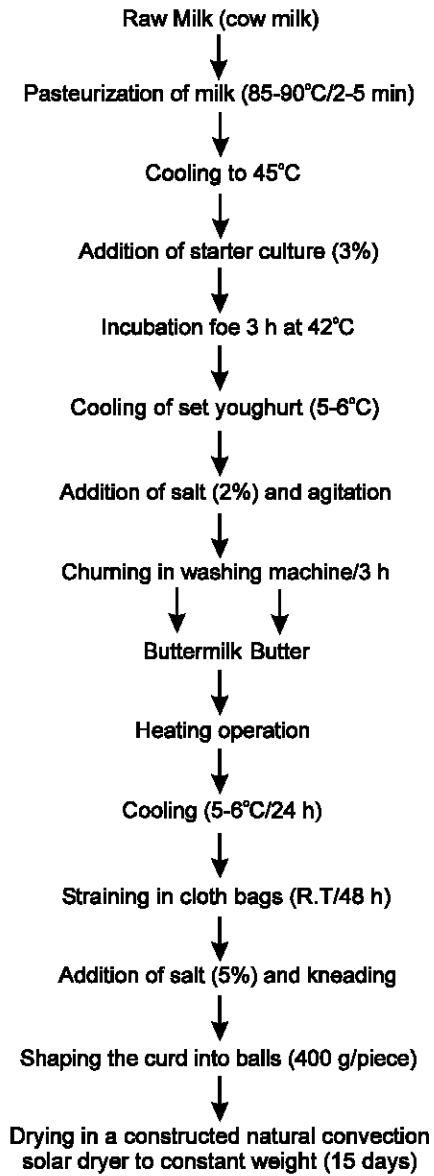 Raw Milk (cow milk)
Pasteurization of milk (85-90°C/2-5 min)
Cooling to 45°C
Addition of starter culture (3%)
Incubation foe 3 h at 42°C
Cooling of set youghurt (5-6°C)
Addition of salt (2%) and agitation
Churning in washing machine/3 h
Buttermilk Butter
Heating operation
Cooling (5-6°C/24 h)
Straining in cloth bags (R.T/48 h)
Addition of salt (5%) and kneading
Shaping the curd into balls (400 g/piece)
Drying in a constructed natural convection
solar dryer to constant weight (15 days)